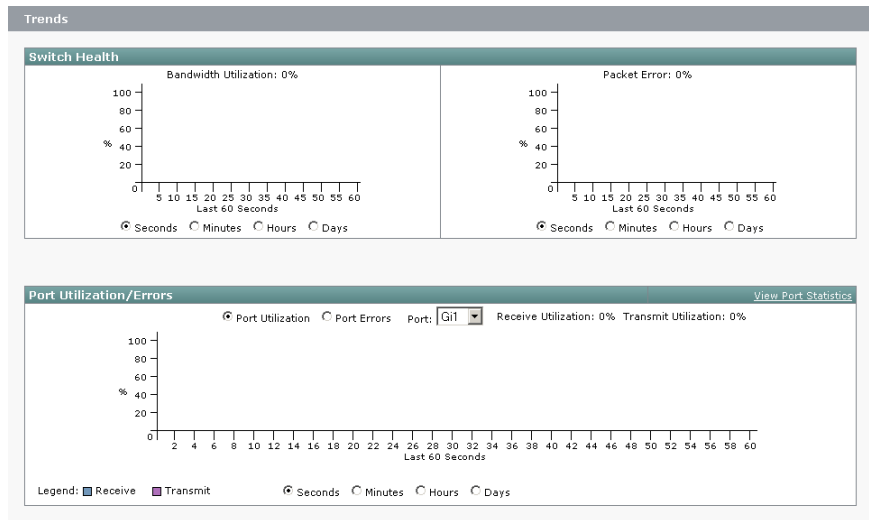 Trends
Switch Health
Bandwidth Utilization: 0%
100
80
60
% 40
20
0
5 10 15 20 25 30 35 40 45 50 55 60
Last 60 Seconds
Seconds Minutes Hours Days
Packet Error: 0%
100
80
60
% 40
20
0
5 10 15 20 25 30 35 40 45 50 55 60
Last 60 Seconds
Seconds Minutes Hours Days
Port Utilization/Errors View Port Statistics
Port Utilization Port Errors Port: Gi1 Receive Utilization: 0% Transmit Utilization: 0%
100
80
60
% 40
20
0
2 4 6 8 10 12 14 16 18 20 22 24 26 28 30 32 34 36 38 40 42 44 46 48 50 52 54 56 58 60
Last 60 Seconds
Legend: Receive Transmit Seconds Minutes Hours Days